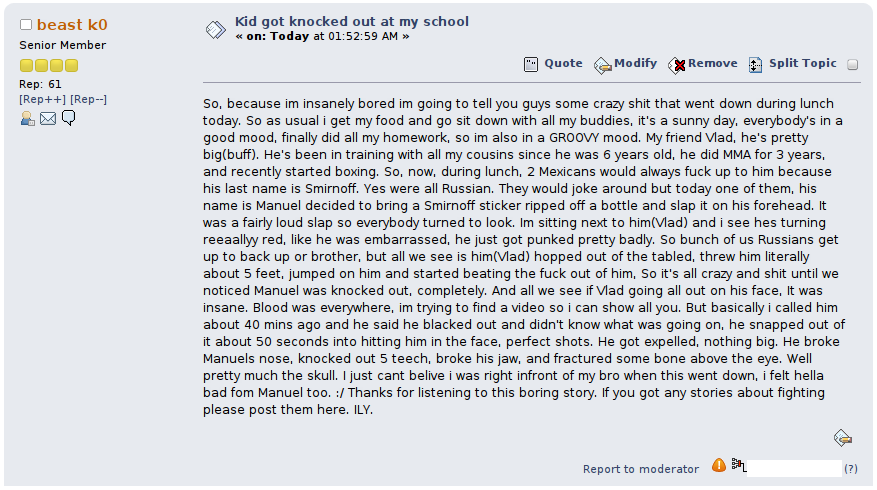 beast k0
Senior Member
Rep: 61
[Rep++] [Rep--]
Kid got knocked out at my school
« on: Today at 01:52:59 AM »
Quote Modify Remove Split Topic
So, because im insanely bored im going to tell you guys some crazy shit that went down during lunch
today. So as usual i get my food and go sit down with all my buddies, it's a sunny day, everybody's in a
good mood, finally did all my homework, so im also in a GROOVY mood. My friend Vlad, he's pretty
big(buff). He's been in training with all my cousins since he was 6 years old, he did MMA for 3 years,
and recently started boxing. So, now, during lunch, 2 Mexicans would always fuck up to him because
his last name is Smirnoff. Yes were all Russian. They would joke around but today one of them, his
name is Manuel decided to bring a Smirnoff sticker ripped off a bottle and slap it on his forehead. It
was a fairly loud slap so everybody turned to look. Im sitting next to him(Vlad) and i see hes turning
reeaallyy red, like he was embarrassed, he just got punked pretty badly. So bunch of us Russians get
up to back up or brother, but all we see is him(Vlad) hopped out of the tabled, threw him literally
about 5 feet, jumped on him and started beating the fuck out of him, So it's all crazy and shit until we
noticed Manuel was knocked out, completely. And all we see if Vlad going all out on his face, It was
insane. Blood was everywhere, im trying to find a video so i can show all you. But basically i called him
about 40 mins ago and he said he blacked out and didn't know what was going on, he snapped out of
it about 50 seconds into hitting him in the face, perfect shots. He got expelled, nothing big. He broke
Manuels nose, knocked out 5 teech, broke his jaw, and fractured some bone above the eye. Well
pretty much the skull. I just cant belive i was right infront of my bro when this went down, i felt hella
bad fom Manuel too. :/ Thanks for listening to this boring story. If you got any stories about fighting
please post them here. ILY.
Report to moderator (?)